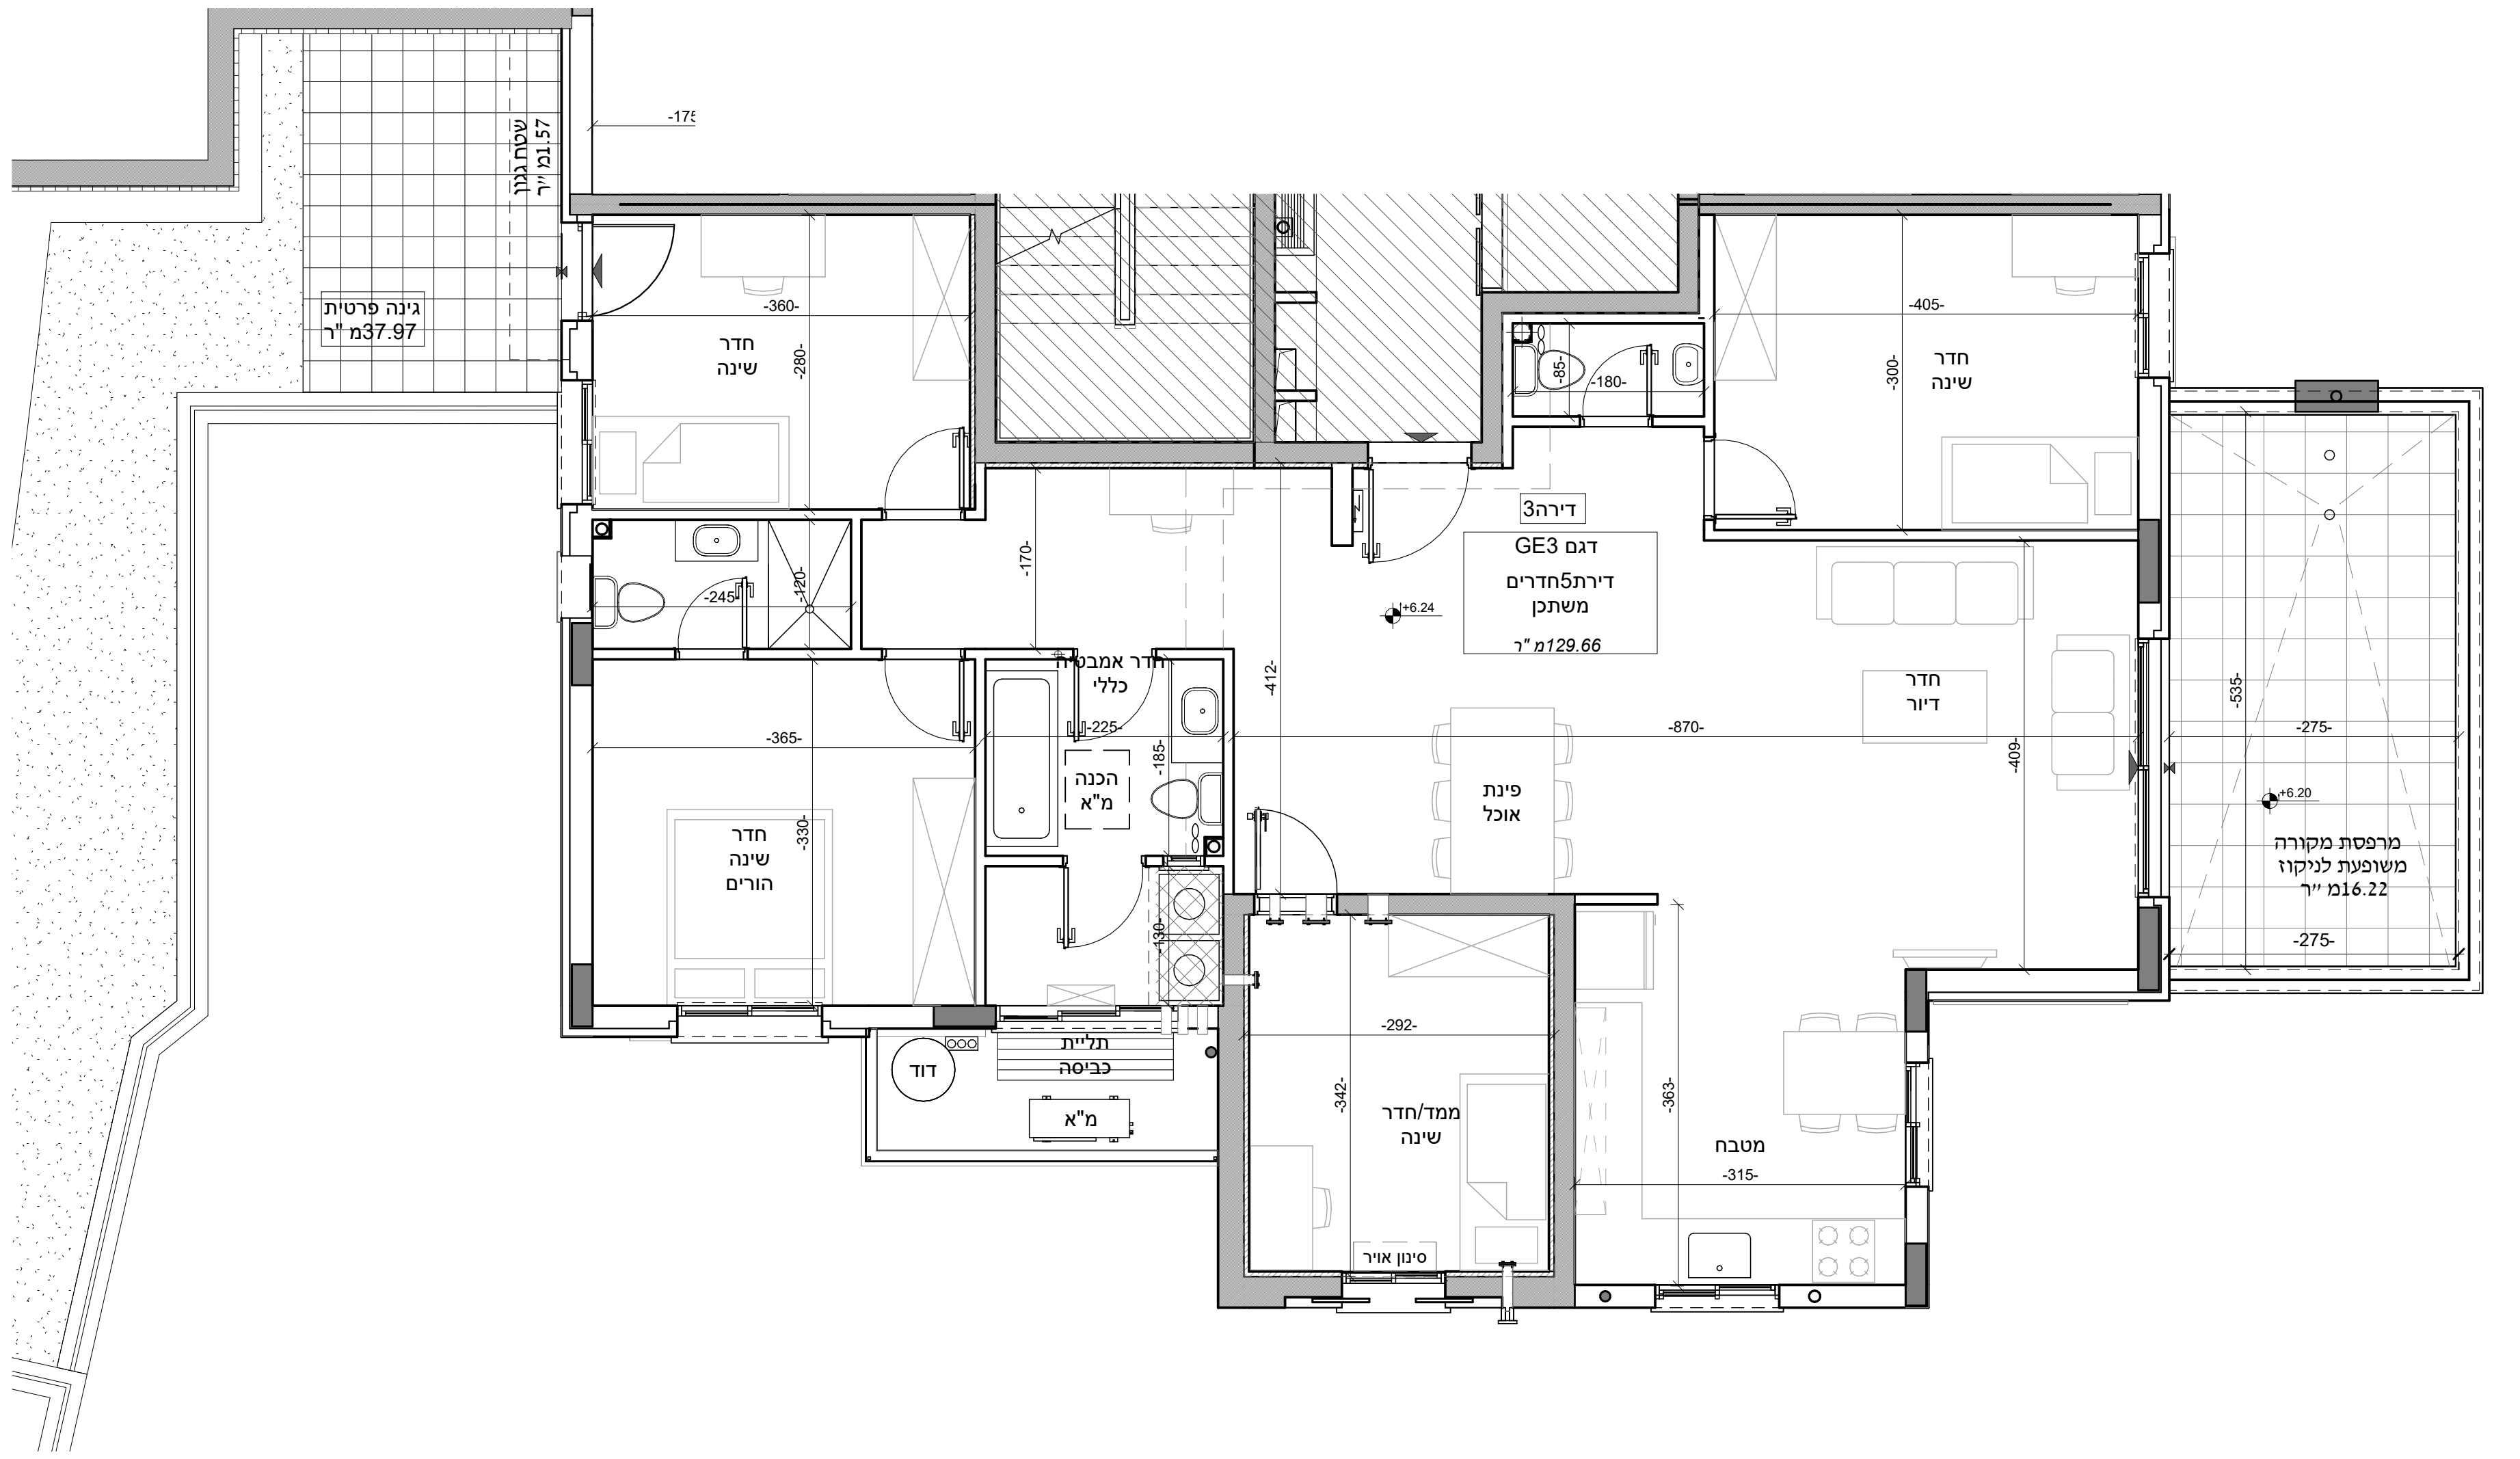 -175
שטח גגון
1.57מ"ר
גינה פרטית
37.97מ"ר
-360-
-280-
חדר
שינה
-85-
-180-
-405-
-300-
חדר
שינה
דירה3
דגם GE3
דירת5חדרים
משתכן
129.66מ"ר
+6.24
-170-
-245-
-120-
חדר אמבטיה
כללי
-225-
-185-
הכנה
מ"א
-365-
-330-
חדר
שינה
הורים
-412-
-870-
פינת
אוכל
חדר
דיור
-409-
-535-
-275-
+6.20
מרפסת מקורה
משופעת לניקוז
16.22מ"ר
-275-
-130-
תליית
כביסה
דוד
מ"א
-292-
-342-
ממד/חדר
שינה
סינון אויר
-363-
מטבח
-315-